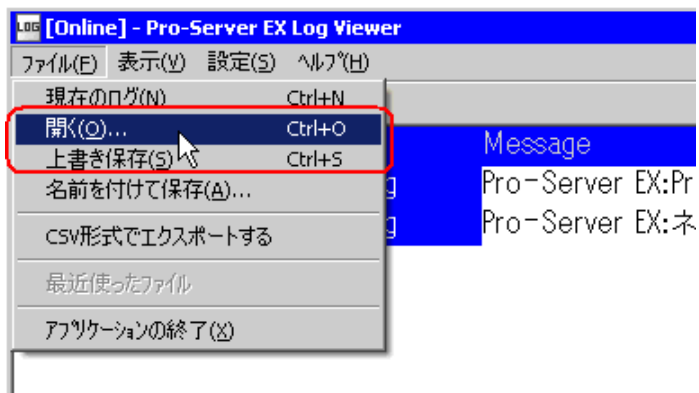 LOG [Online] - Pro-Server EX Log Viewer
ファイル(F) 表示(V) 設定(S) ヘルプ(H)
現在のログ(N) Ctrl+N
開く(O)... Ctrl+O
上書き保存(S) Ctrl+S
Message
名前を付けて保存(A)...
g Pro-Server EX:Pr
g Pro-Server EX:ネ
CSV形式でエクスポートする
最近使ったファイル
アプリケーションの終了(X)